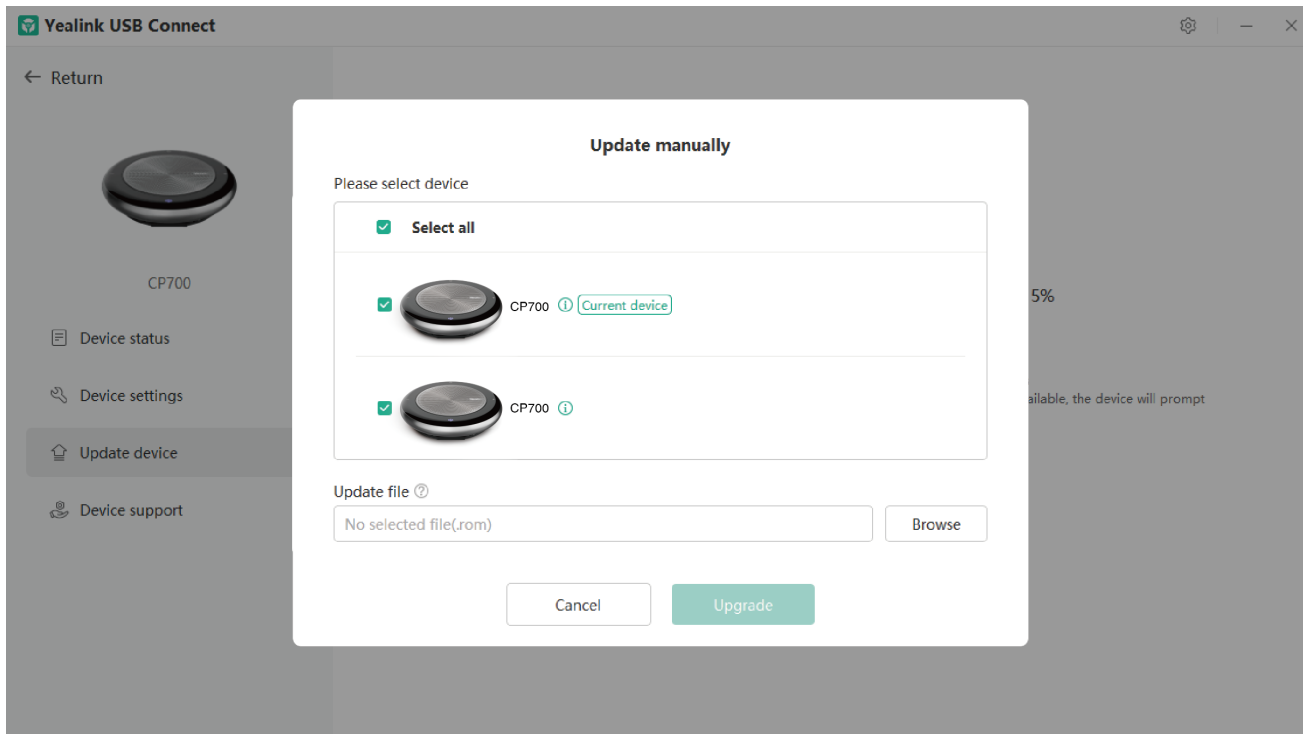 Yealink USB Connect
Return
CP700
Device status
Device settings
Update device
Device support
Update manually
Please select device
Select all
CP700 Current device
CP700
Update file
No selected file(.rom)
Browse
Cancel
Upgrade
5%
ailable, the device will prompt